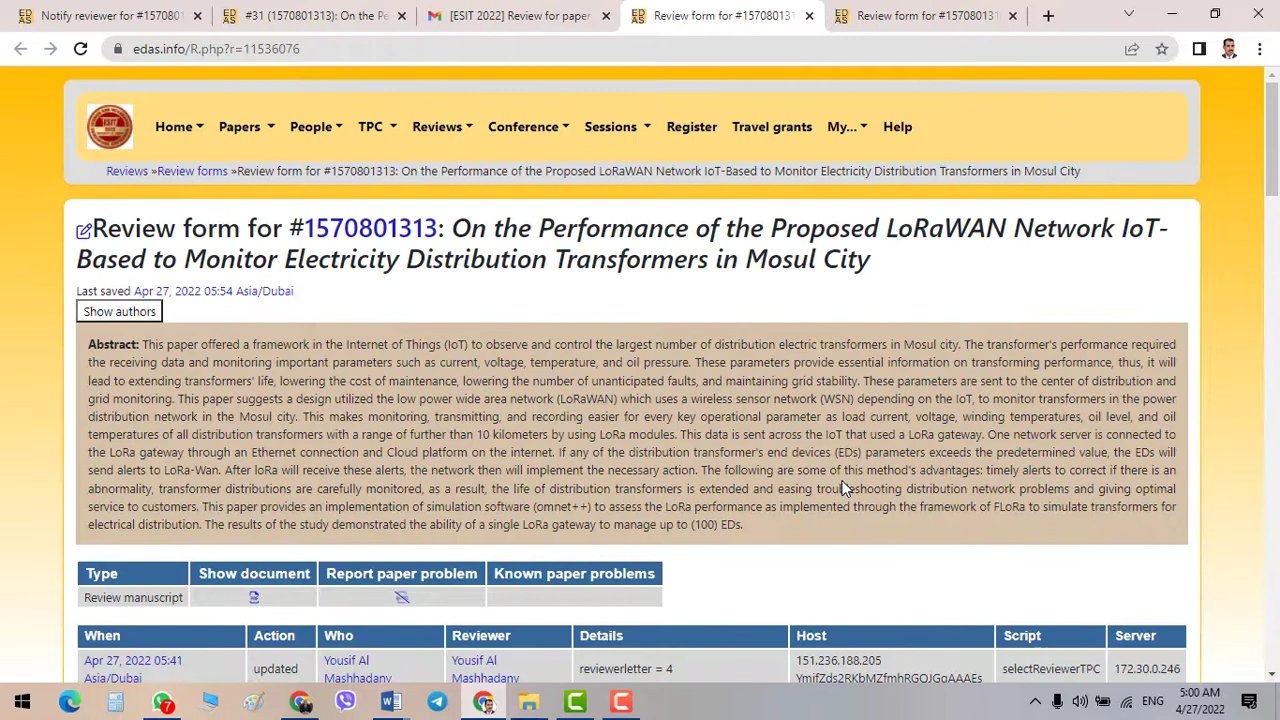 Notify reviewer for #157080
#31 (1570801313): On the Pe
[ESIT 2022] Review for paper
Review form for #157080131
Review form for #157080131
edas.info/R.php?r=11536076
Home Papers People TPC Reviews Conference Sessions Register Travel grants My... Help
Reviews »Review forms »Review form for #1570801313: On the Performance of the Proposed LoRaWAN Network IoT-Based to Monitor Electricity Distribution Transformers in Mosul City
Review form for #1570801313: On the Performance of the Proposed LoRaWAN Network IoT-
Based to Monitor Electricity Distribution Transformers in Mosul City
Last saved Apr 27, 2022 05:54 Asia/Dubai
Show authors
Abstract: This paper offered a framework in the Internet of Things (IoT) to observe and control the largest number of distribution electric transformers in Mosul city. The transformer's performance required
the receiving data and monitoring important parameters such as current, voltage, temperature, and oil pressure. These parameters provide essential information on transforming performance, thus, it will
lead to extending transformers' life, lowering the cost of maintenance, lowering the number of unanticipated faults, and maintaining grid stability. These parameters are sent to the center of distribution and
grid monitoring. This paper suggests a design utilized the low power wide area network (LoRaWAN) which uses a wireless sensor network (WSN) depending on the IoT, to monitor transformers in the power
distribution network in the Mosul city. This makes monitoring, transmitting, and recording easier for every key operational parameter as load current, voltage, winding temperatures, oil level, and oil
temperatures of all distribution transformers with a range of further than 10 kilometers by using LoRa modules. This data is sent across the IoT that used a LoRa gateway. One network server is connected to
the LoRa gateway through an Ethernet connection and Cloud platform on the internet. If any of the distribution transformer's end devices (EDs) parameters exceeds the predetermined value, the EDs will
send alerts to LoRa-Wan. After loRa will receive these alerts, the network then will implement the necessary action. The following are some of this method's advantages: timely alerts to correct if there is an
abnormality, transformer distributions are carefully monitored, as a result, the life of distribution transformers is extended and easing troubleshooting distribution network problems and giving optimal
service to customers. This paper provides an implementation of simulation software (omnet++) to assess the LoRa performance as implemented through the framework of FLoRa to simulate transformers for
electrical distribution. The results of the study demonstrated the ability of a single LoRa gateway to manage up to (100) EDs.
Type Show document Report paper problem Known paper problems
Review manuscript
When Action Who Reviewer Details Host Script Server
Apr 27, 2022 05:41 Yousif Al Yousif Al 151.236.188.205
updated reviewerletter = 4 selectReviewerTPC 172.30.0.246
Asia/Dubai Mashhadany Mashhadany
ENG 5:00 AM
4/27/2022